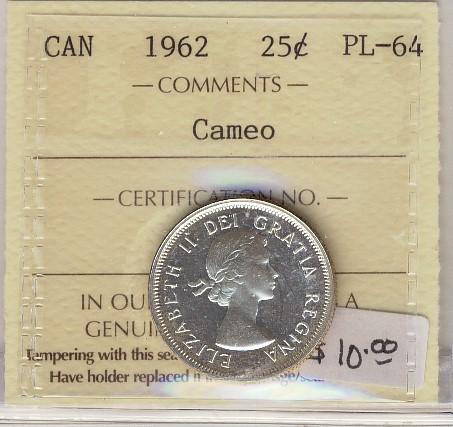 CAN 1962 25¢ PL-64
— COMMENTS —
Cameo
— CERTIFICATION NO. —
ELIZABETH II DEI GRATIA REGINA
IN OU A
GENUI
Tampering with this sea
Have holder replaced if
$10.00